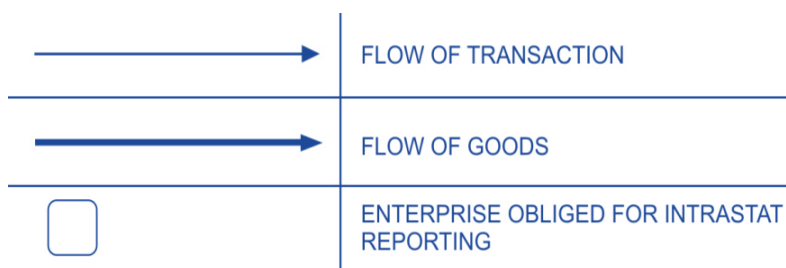 FLOW OF TRANSACTION
FLOW OF GOODS
ENTERPRISE OBLIGED FOR INTRASTAT
REPORTING